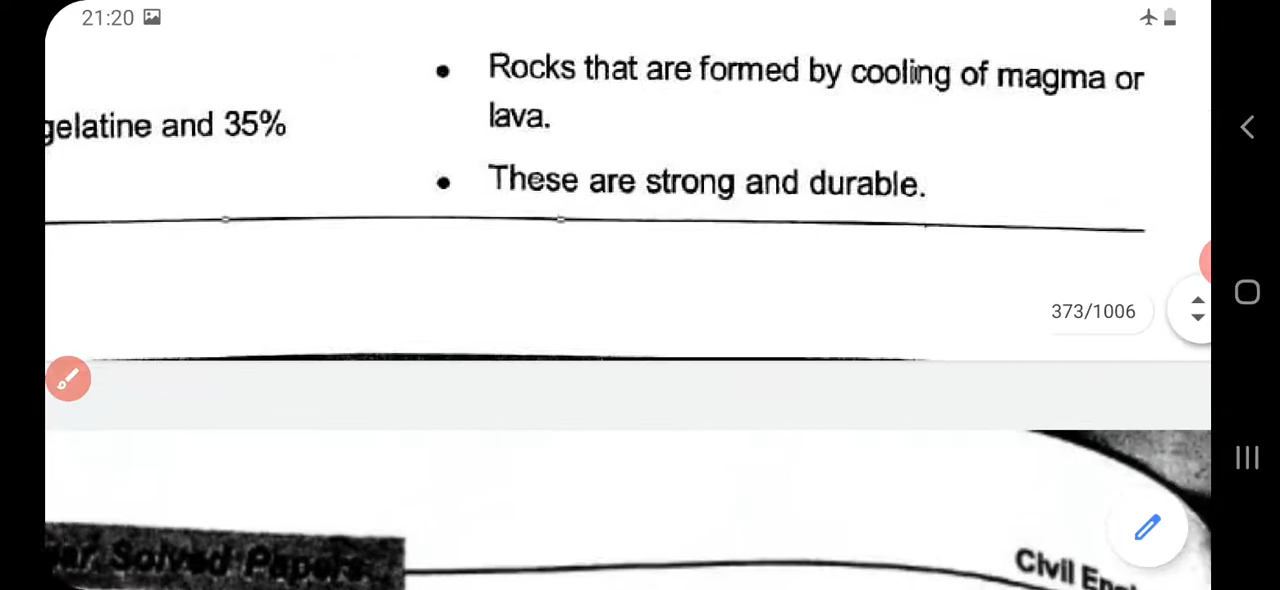 21:20
• Rocks that are formed by cooling of magma or
lava.
gelatine and 35%
• These are strong and durable.
373/1006
Solved Papers
Civil